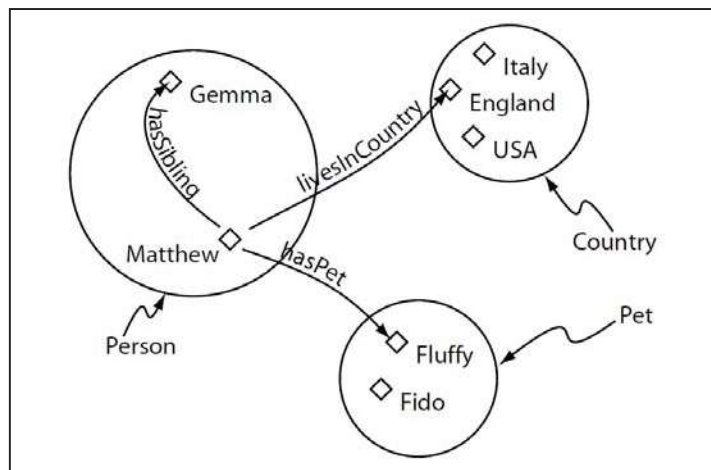 Gemma
hasSibling
Matthew
Person
livesInCountry
Italy
England
USA
Country
hasPet
Fluffy
Fido
Pet